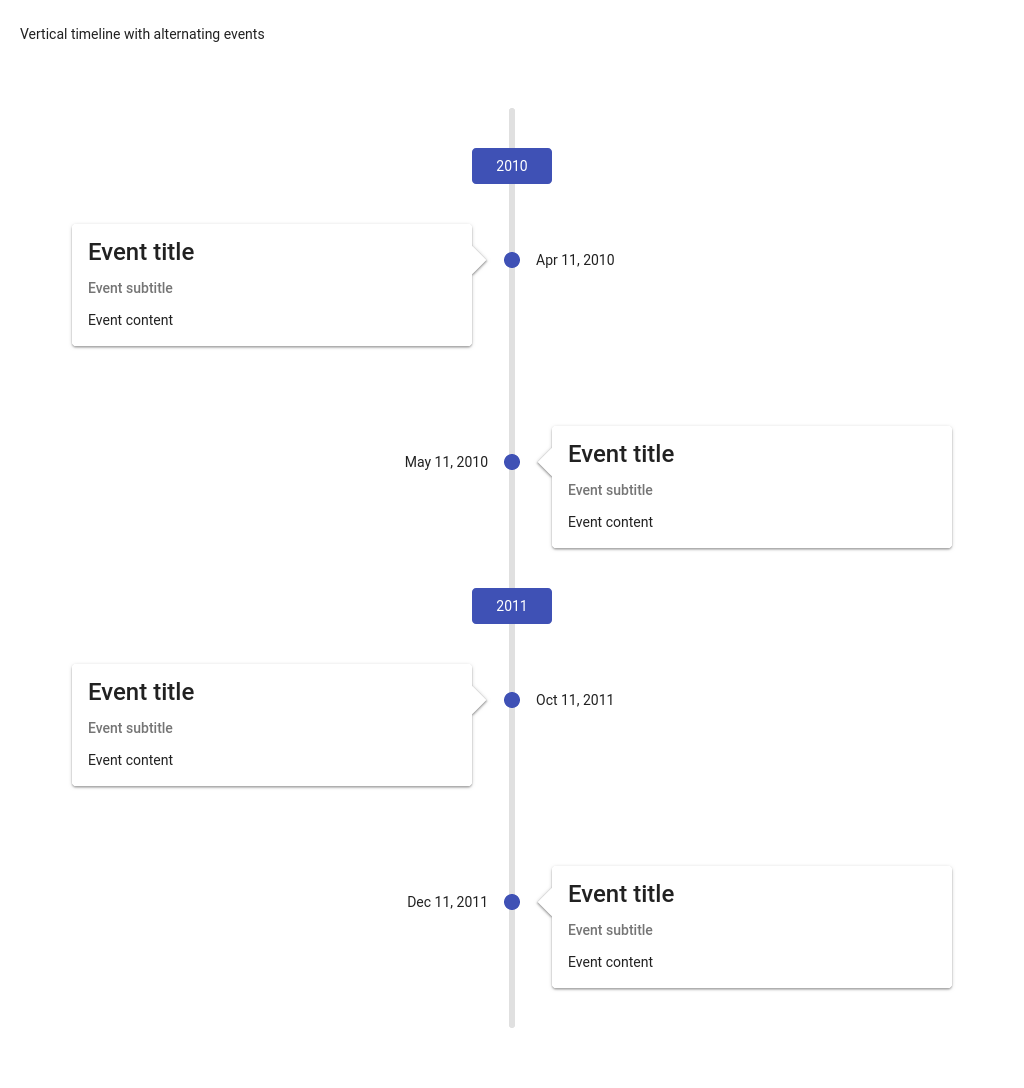 Vertical timeline with alternating events
2010
Event title
Event subtitle
Event content
Apr 11, 2010
May 11, 2010
Event title
Event subtitle
Event content
2011
Event title
Event subtitle
Event content
Oct 11, 2011
Dec 11, 2011
Event title
Event subtitle
Event content